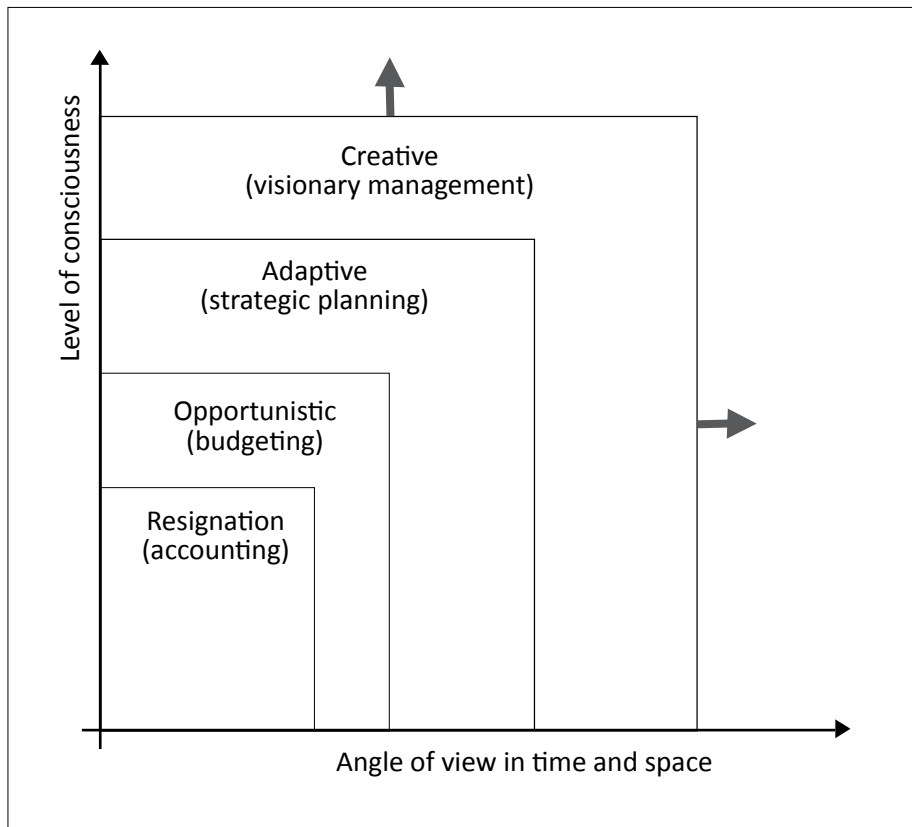 Level of consciousness
Creative
(visionary management)
Adaptive
(strategic planning)
Opportunistic
(budgeting)
Resignation
(accounting)
Angle of view in time and space